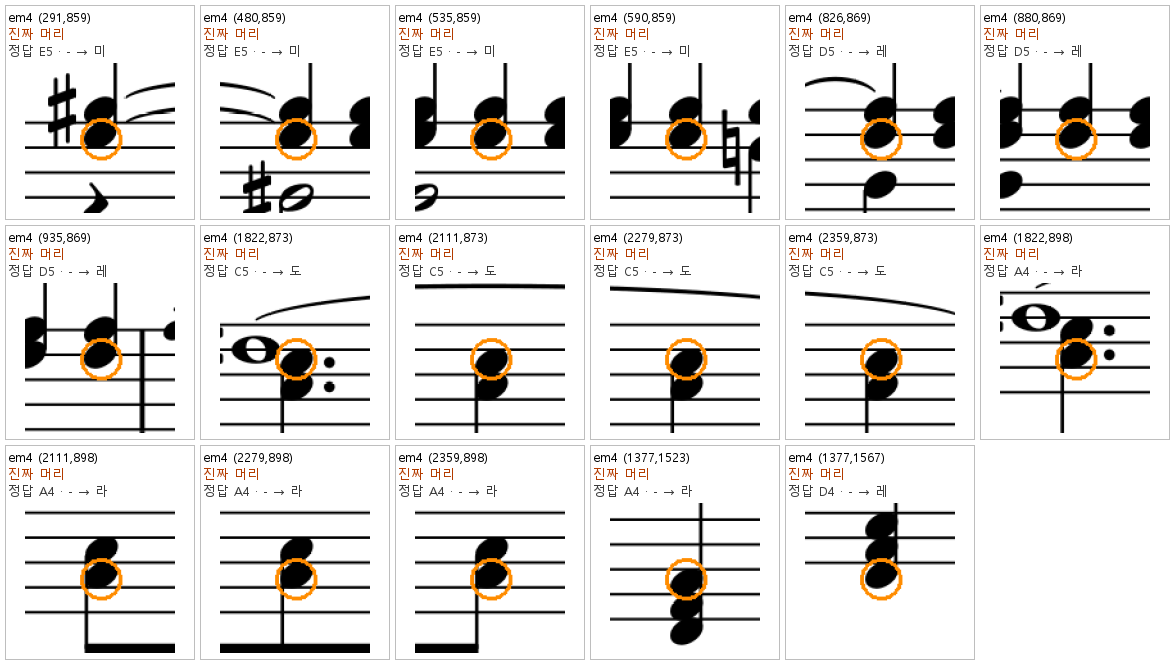 em4 (291,859)
진짜 머리
정답 E5 · - → 미
em4 (480,859)
진짜 머리
정답 E5 · - → 미
em4 (535,859)
진짜 머리
정답 E5 · - → 미
em4 (590,859)
진짜 머리
정답 E5 · - → 미
em4 (826,869)
진짜 머리
정답 D5 · - → 레
em4 (880,869)
진짜 머리
정답 D5 · - → 레
em4 (935,869)
진짜 머리
정답 D5 · - → 레
em4 (1822,873)
진짜 머리
정답 C5 · - → 도
em4 (2111,873)
진짜 머리
정답 C5 · - → 도
em4 (2279,873)
진짜 머리
정답 C5 · - → 도
em4 (2359,873)
진짜 머리
정답 C5 · - → 도
em4 (1822,898)
진짜 머리
정답 A4 · - → 라
em4 (2111,898)
진짜 머리
정답 A4 · - → 라
em4 (2279,898)
진짜 머리
정답 A4 · - → 라
em4 (2359,898)
진짜 머리
정답 A4 · - → 라
em4 (1377,1523)
진짜 머리
정답 A4 · - → 라
em4 (1377,1567)
진짜 머리
정답 D4 · - → 레